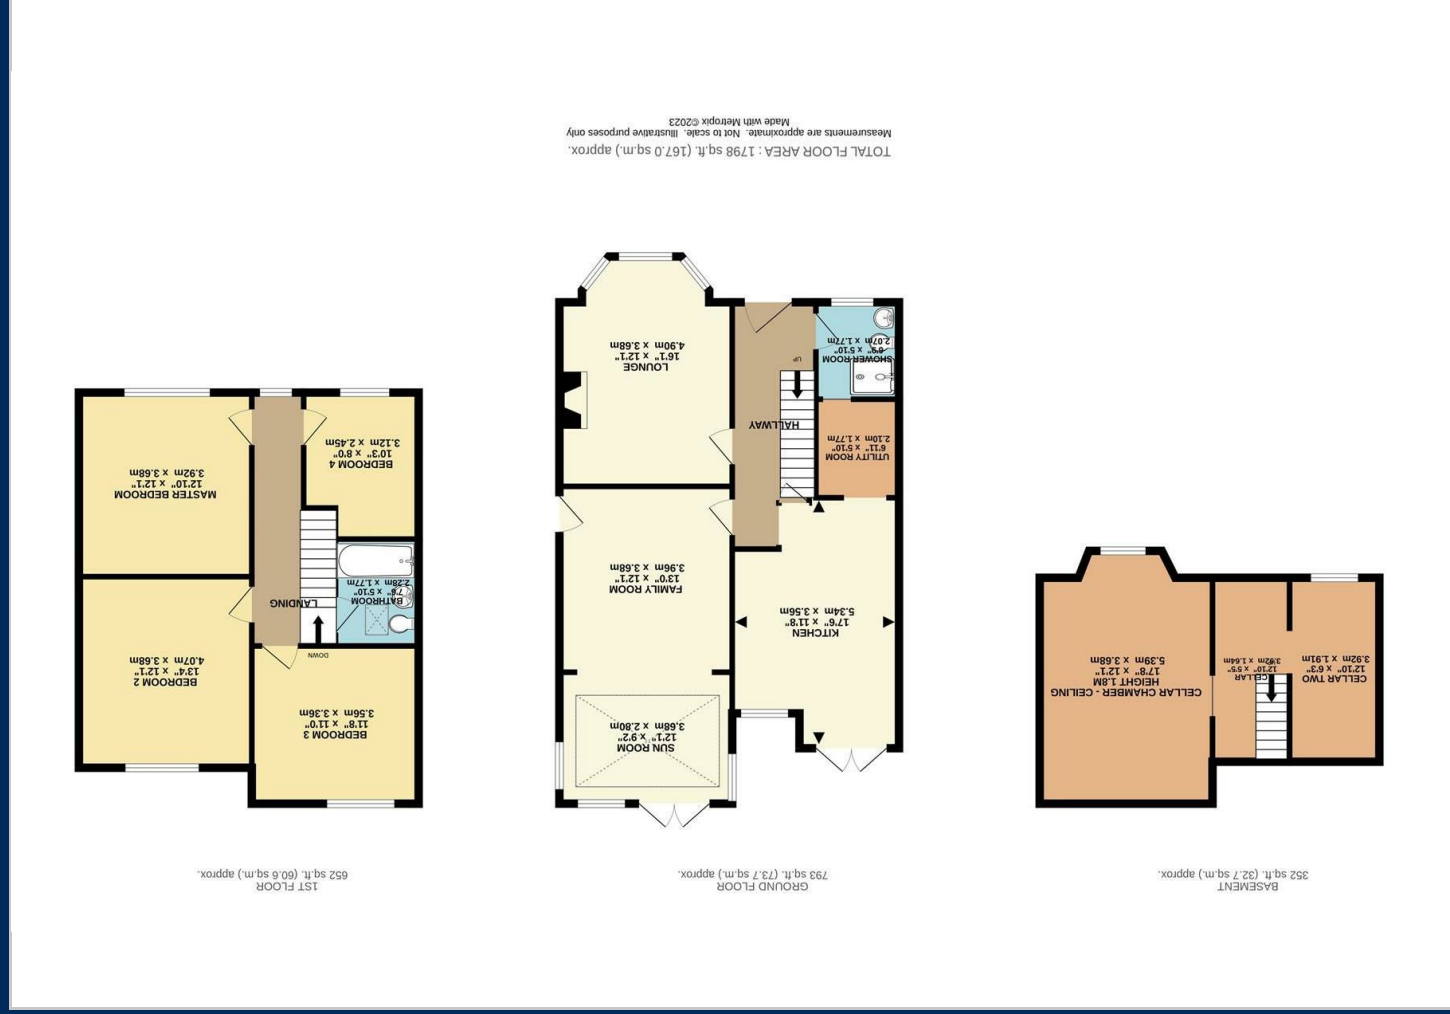 BASEMENT
352 sq.ft. (32.7 sq.m.) approx.
CELLAR TWO
12'10" x 6'3"
3.92m x 1.91m
CELLAR
12'10" x 5'5"
3.92m x 1.64m
CELLAR CHAMBER - CEILING
HEIGHT 1.8M
17'8" x 12'1"
5.39m x 3.68m
GROUND FLOOR
793 sq.ft. (73.7 sq.m.) approx.
SUN ROOM
12'1" x 9'2"
3.68m x 2.80m
KITCHEN
17'6" x 11'8"
5.34m x 3.56m
FAMILY ROOM
13'0" x 12'1"
3.96m x 3.68m
UTILITY ROOM
6'11" x 5'10"
2.10m x 1.77m
HALLWAY
UP
SHOWER ROOM
6'9" x 5'10"
2.07m x 1.77m
LOUNGE
16'1" x 12'1"
4.90m x 3.68m
1ST FLOOR
652 sq.ft. (60.6 sq.m.) approx.
BEDROOM 3
11'8" x 11'0"
3.56m x 3.36m
BEDROOM 2
13'4" x 12'1"
4.07m x 3.68m
DOWN
LANDING
BATHROOM
7'6" x 5'10"
2.28m x 1.77m
MASTER BEDROOM
12'10" x 12'1"
3.92m x 3.68m
BEDROOM 4
10'3" x 8'0"
3.12m x 2.45m
TOTAL FLOOR AREA : 1798 sq.ft. (167.0 sq.m.) approx.
Measurements are approximate. Not to scale. Illustrative purposes only
Made with Metropix ©2023